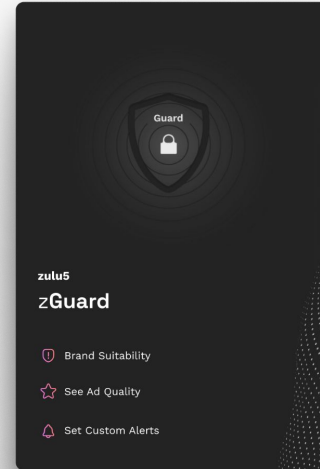 Guard
zulu5
zGuard
Brand Suitability
See Ad Quality
Set Custom Alerts